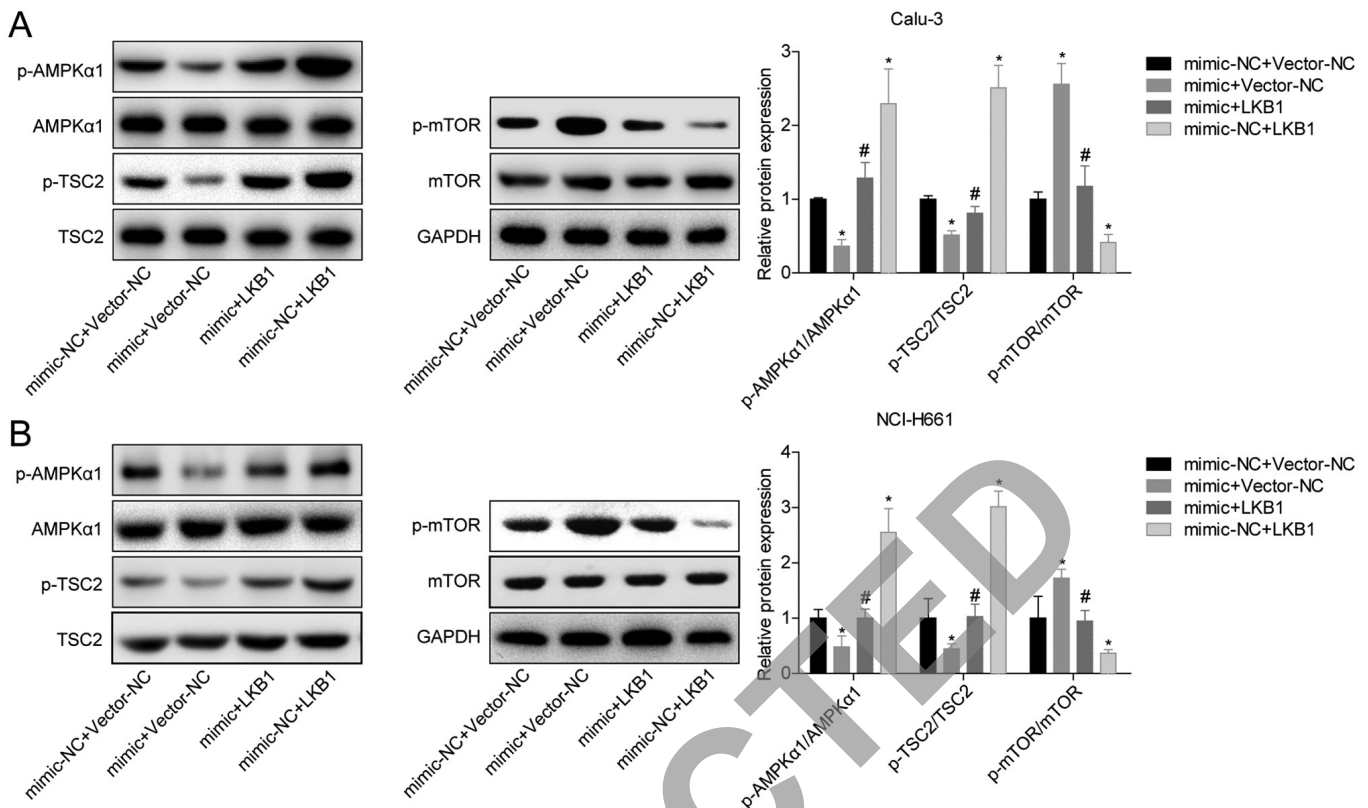 A
p-AMPKα1
AMPKα1
p-TSC2
TSC2
mimic-NC+Vector-NC
mimic+Vector-NC
mimic+LKB1
mimic-NC+LKB1
p-mTOR
mTOR
GAPDH
mimic-NC+Vector-NC
mimic+Vector-NC
mimic+LKB1
mimic-NC+LKB1
Calu-3
Relative protein expression
3
2
1
0
* # *
* # *
* # *
p-AMPKα1/AMPKα1
p-TSC2/TSC2
p-mTOR/mTOR
mimic-NC+Vector-NC
mimic+Vector-NC
mimic+LKB1
mimic-NC+LKB1
B
p-AMPKα1
AMPKα1
p-TSC2
TSC2
mimic-NC+Vector-NC
mimic+Vector-NC
mimic+LKB1
mimic-NC+LKB1
p-mTOR
mTOR
GAPDH
mimic-NC+Vector-NC
mimic+Vector-NC
mimic+LKB1
mimic-NC+LKB1
NCI-H661
Relative protein expression
4
3
2
1
0
* # *
* # *
* # *
p-AMPKα1/AMPKα1
p-TSC2/TSC2
p-mTOR/mTOR
mimic-NC+Vector-NC
mimic+Vector-NC
mimic+LKB1
mimic-NC+LKB1
CTED